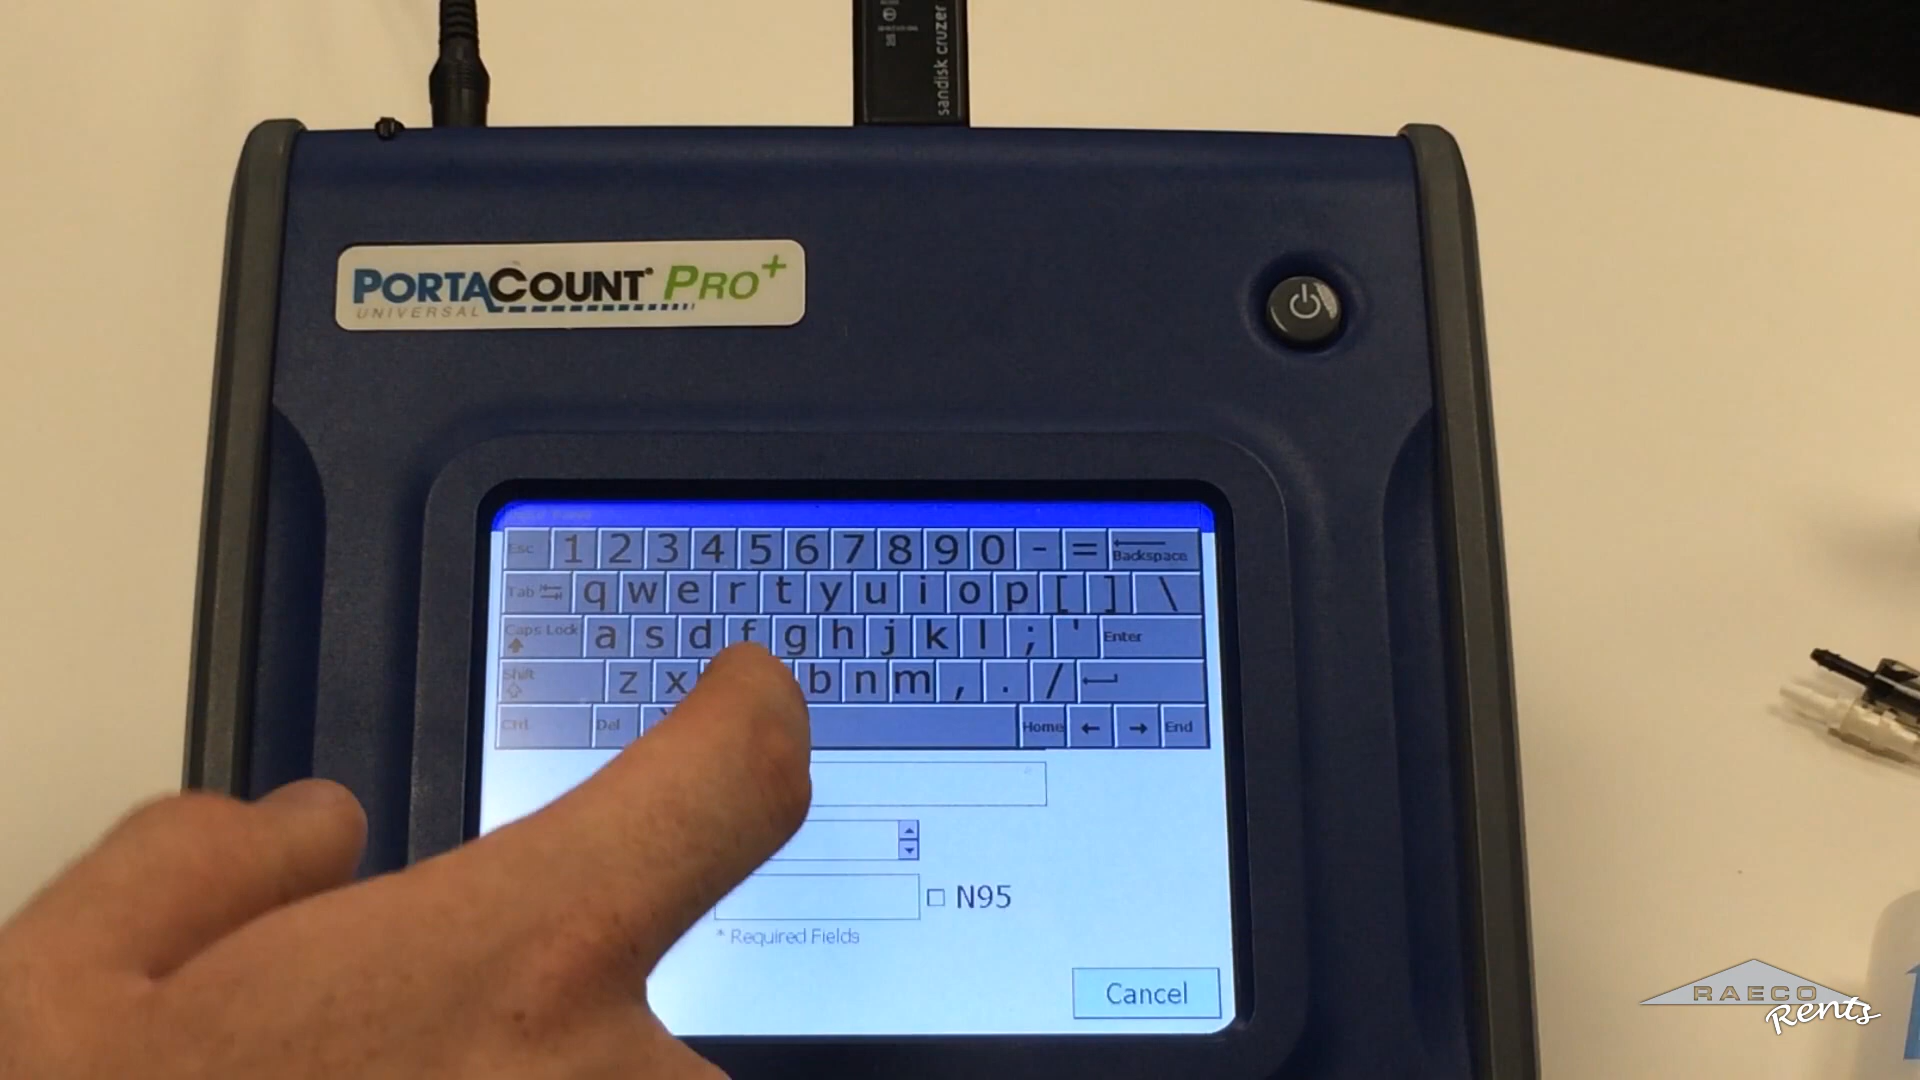 sandisk cruzer
PORTACOUNT® PRO+
UNIVERSAL
Esc 1 2 3 4 5 6 7 8 9 0 - = Backspace
Tab q w e r t y u i o p [ ] \
Caps Lock a s d f g h j k l ; ' Enter
Shift z x b n m , . /
Ctrl Del Home ← → End
N95
* Required Fields
Cancel
RAECO
Rents